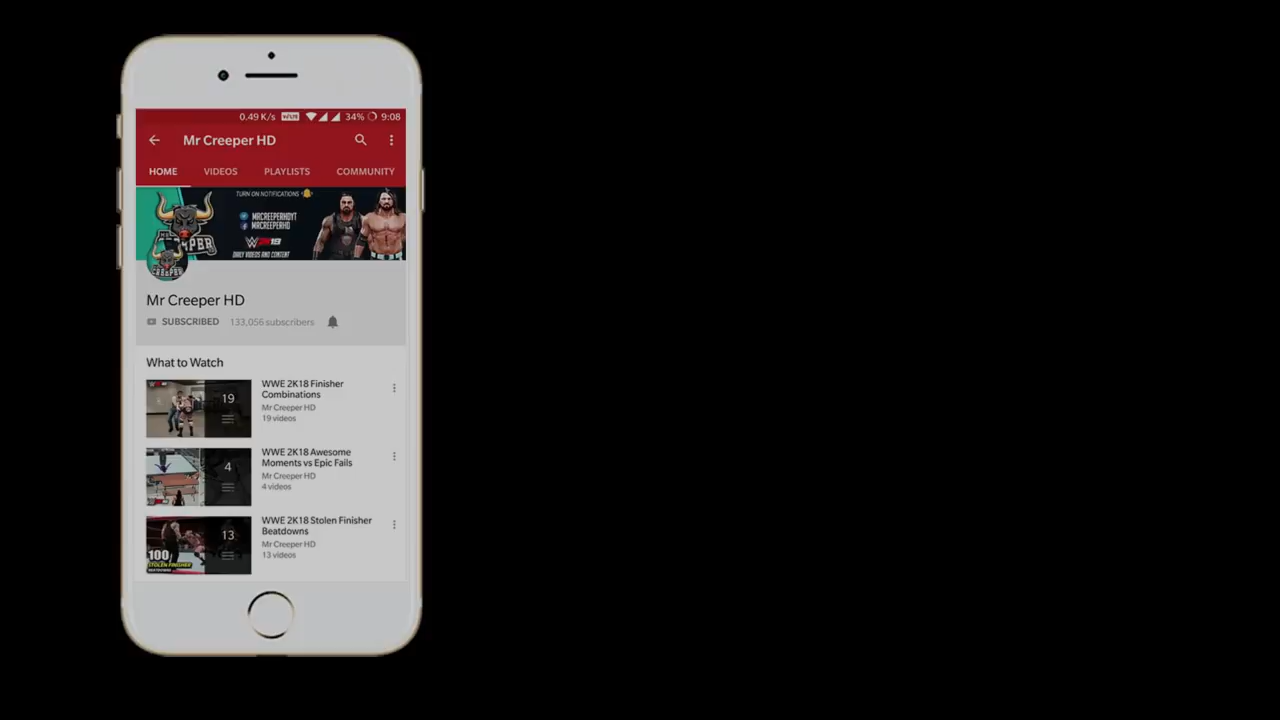 0.49 K/s 34% 9:08
Mr Creeper HD
HOME VIDEOS PLAYLISTS COMMUNITY
TURN ON NOTIFICATIONS
MRCREEPERHDYT
MRCREEPERHD
W 2K19
DAILY VIDEOS AND CONTENT
CREEPER
Mr Creeper HD
SUBSCRIBED 133,056 subscribers
What to Watch
19
WWE 2K18 Finisher
Combinations
Mr Creeper HD
19 videos
4
WWE 2K18 Awesome
Moments vs Epic Fails
Mr Creeper HD
4 videos
13
100
STOLEN FINISHER
BEATDOWNS
WWE 2K18 Stolen Finisher
Beatdowns
Mr Creeper HD
13 videos